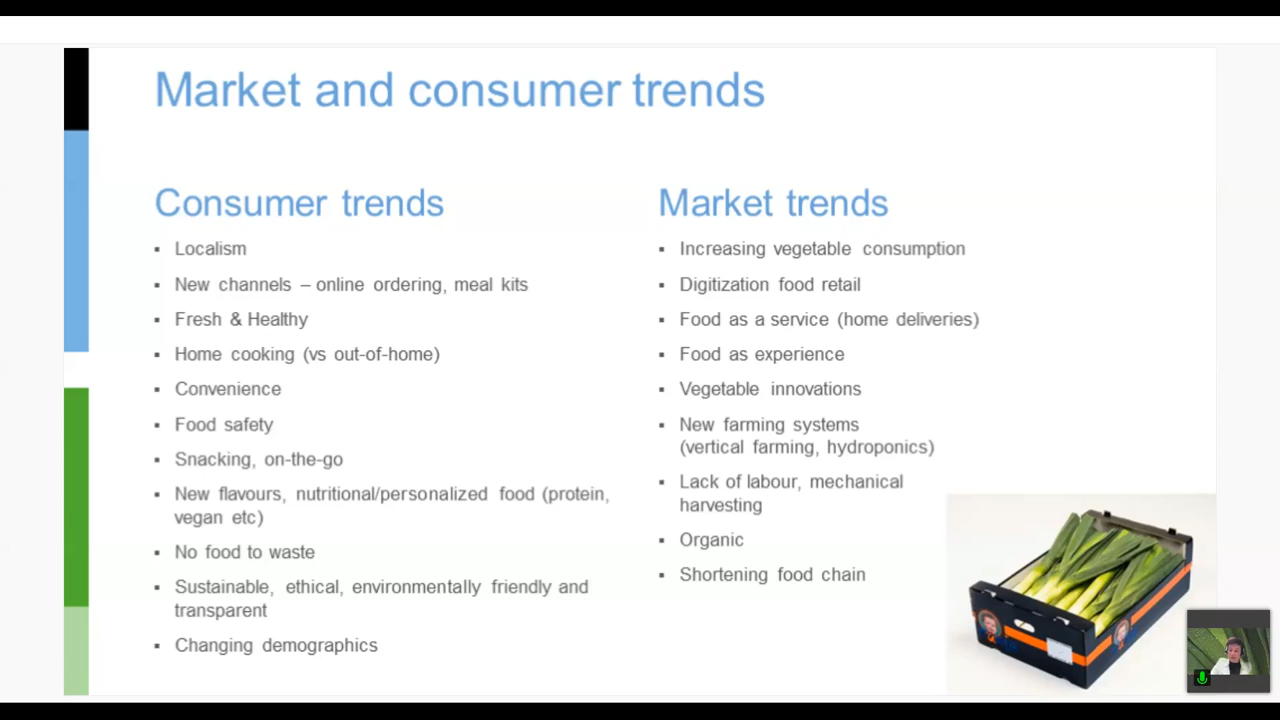 Market and consumer trends
Consumer trends
▪ Localism
▪ New channels – online ordering, meal kits
▪ Fresh & Healthy
▪ Home cooking (vs out-of-home)
▪ Convenience
▪ Food safety
▪ Snacking, on-the-go
▪ New flavours, nutritional/personalized food (protein,
vegan etc)
▪ No food to waste
▪ Sustainable, ethical, environmentally friendly and
transparent
▪ Changing demographics
Market trends
▪ Increasing vegetable consumption
▪ Digitization food retail
▪ Food as a service (home deliveries)
▪ Food as experience
▪ Vegetable innovations
▪ New farming systems
(vertical farming, hydroponics)
▪ Lack of labour, mechanical
harvesting
▪ Organic
▪ Shortening food chain